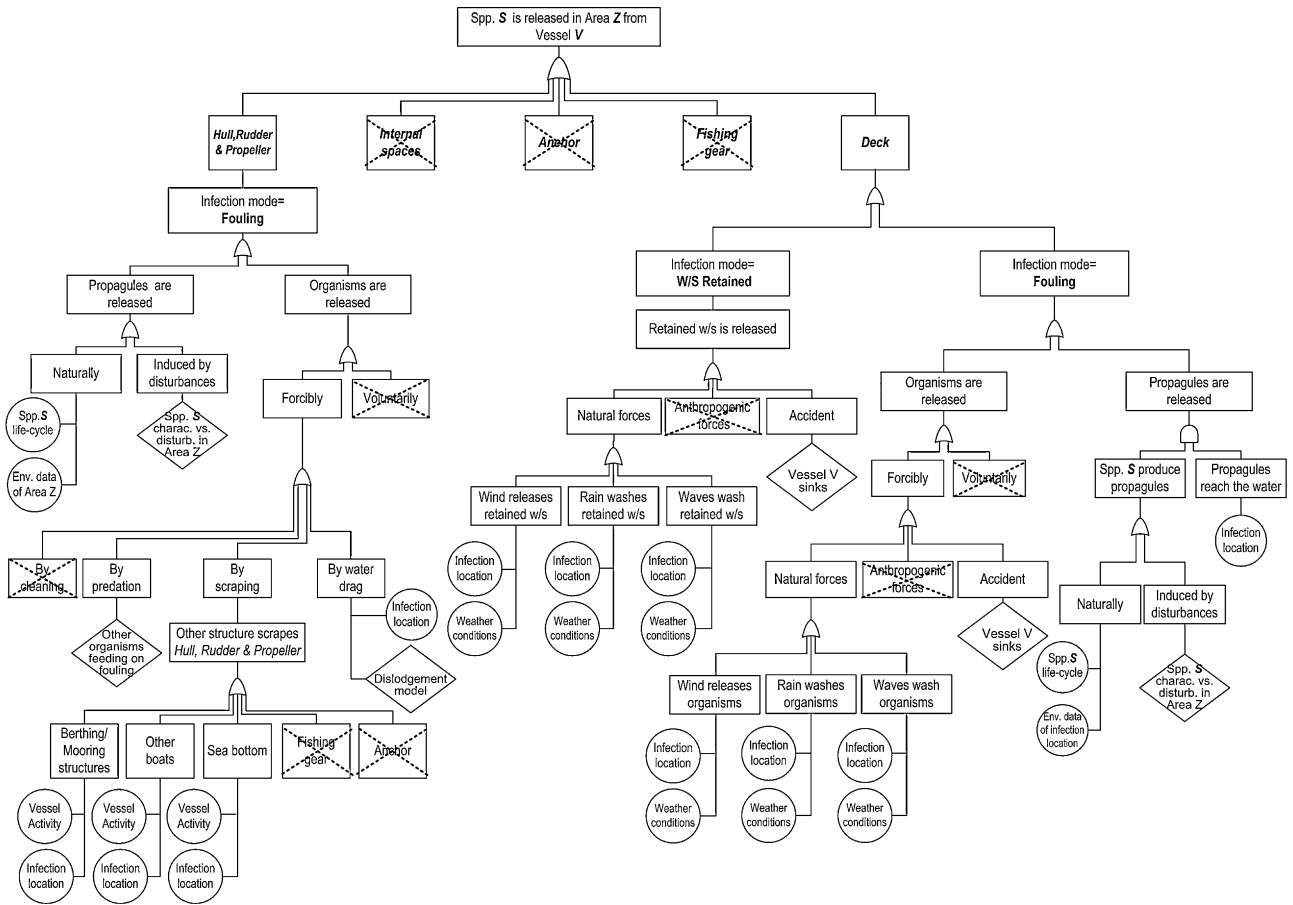 Spp. S is released in Area Z from
Vessel V
Hull,Rudder
& Propeller
Internal
spaces
Anchor
Fishing
gear
Deck
Infection mode=
Fouling
Propagules are
released
Organisms are
released
Naturally
Induced by
disturbances
Spp. S
life-cycle
Env. data
of Area Z
Spp. S
charac. vs.
disturb. in
Area Z
Forcibly
Voluntarily
By
cleaning
By
predation
By
scraping
By water
drag
Other
organisms
feeding on
fouling
Other structure scrapes
Hull, Rudder & Propeller
Infection
location
Dislodgement
model
Berthing/
Mooring
structures
Other
boats
Sea bottom
Fishing
gear
Anchor
Vessel
Activity
Infection
location
Vessel
Activity
Infection
location
Vessel
Activity
Infection
location
Infection mode=
W/S Retained
Retained w/s is released
Natural forces
Anthropogenic
forces
Accident
Vessel V
sinks
Wind releases
retained w/s
Rain washes
retained w/s
Waves wash
retained w/s
Infection
location
Weather
conditions
Infection
location
Weather
conditions
Infection
location
Weather
conditions
Infection mode=
Fouling
Organisms are
released
Propagules are
released
Forcibly
Voluntarily
Natural forces
Anthropogenic
forces
Accident
Vessel V
sinks
Wind releases
organisms
Rain washes
organisms
Waves wash
organisms
Infection
location
Weather
conditions
Infection
location
Weather
conditions
Infection
location
Weather
conditions
Spp. S produce
propagules
Propagules
reach the water
Infection
location
Naturally
Induced by
disturbances
Spp.S
life-cycle
Env. data
of infection
location
Spp. S
charac. vs.
disturb. in
Area Z